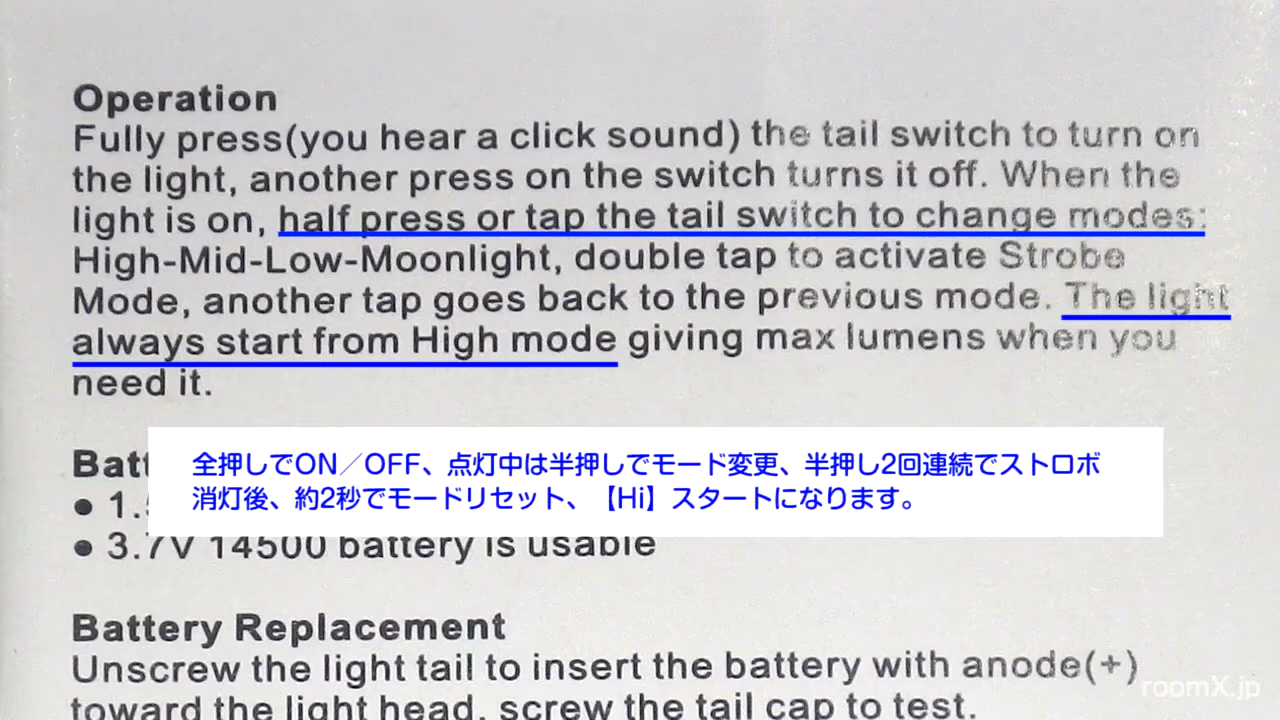 Operation
Fully press(you hear a click sound) the tail switch to turn on
the light, another press on the switch turns it off. When the
light is on, half press or tap the tail switch to change modes:
High-Mid-Low-Moonlight, double tap to activate Strobe
Mode, another tap goes back to the previous mode. The light
always start from High mode giving max lumens when you
need it.
全押しでON／OFF、点灯中は半押しでモード変更、半押し2回連続でストロボ
消灯後、約2秒でモードリセット、【Hi】スタートになります。
● 3.7V 14500 battery is usable
Battery Replacement
Unscrew the light tail to insert the battery with anode(+)
toward the light head, screw the tail cap to test.
roomX.jp